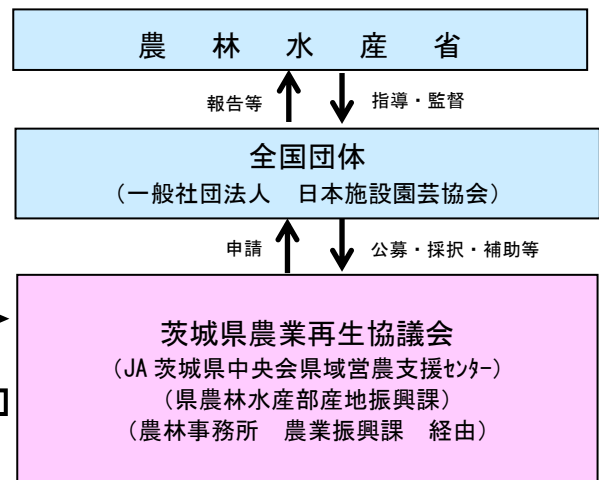 農林水産省
報告等
指導・監督
全国団体
（一般社団法人　日本施設園芸協会）
申請
公募・採択・補助等
茨城県農業再生協議会
（JA 茨城県中央会県域営農支援ｾﾝﾀｰ）
（県農林水産部産地振興課）
（農林事務所　農業振興課　経由）